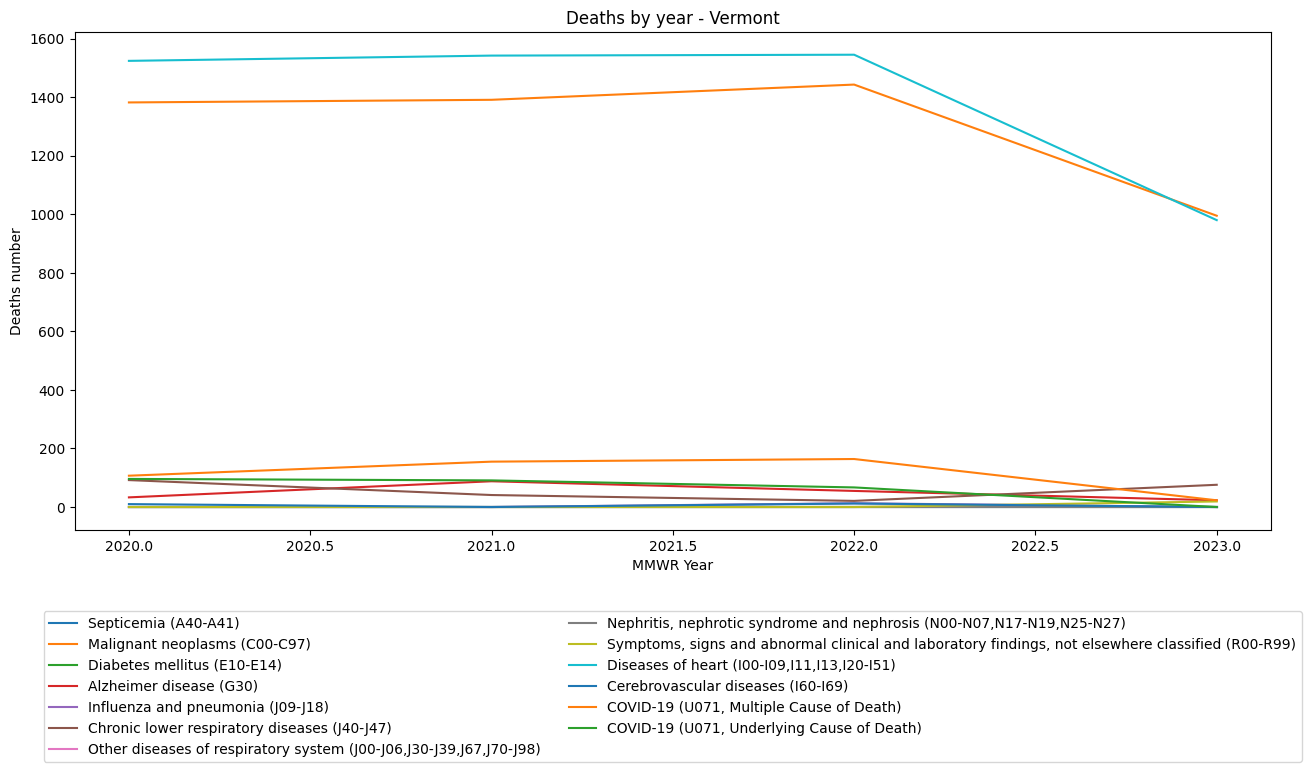 Deaths by year - Vermont
1600
1400
1200
1000
800
600
400
200
0
Deaths number
2020.0 2020.5 2021.0 2021.5 2022.0 2022.5 2023.0
MMWR Year
Septicemia (A40-A41)
Malignant neoplasms (C00-C97)
Diabetes mellitus (E10-E14)
Alzheimer disease (G30)
Influenza and pneumonia (J09-J18)
Chronic lower respiratory diseases (J40-J47)
Other diseases of respiratory system (J00-J06,J30-J39,J67,J70-J98)
Nephritis, nephrotic syndrome and nephrosis (N00-N07,N17-N19,N25-N27)
Symptoms, signs and abnormal clinical and laboratory findings, not elsewhere classified (R00-R99)
Diseases of heart (I00-I09,I11,I13,I20-I51)
Cerebrovascular diseases (I60-I69)
COVID-19 (U071, Multiple Cause of Death)
COVID-19 (U071, Underlying Cause of Death)